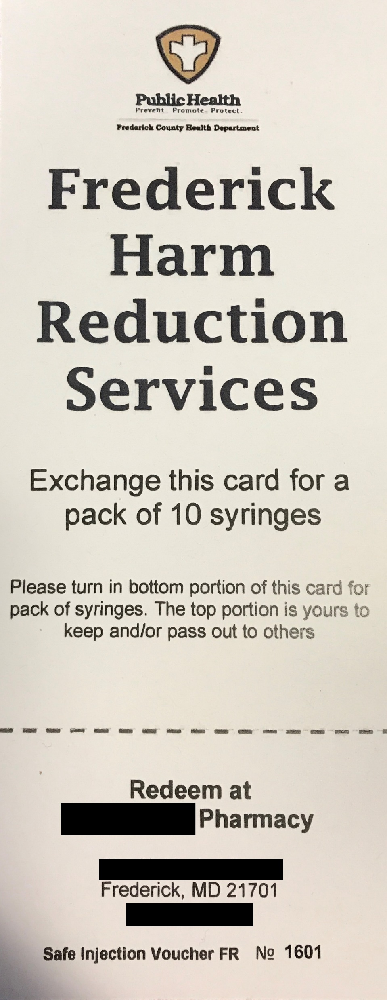 Public Health
Prevent. Promote. Protect.
Frederick County Health Department
Frederick
Harm
Reduction
Services
Exchange this card for a
pack of 10 syringes
Please turn in bottom portion of this card for
pack of syringes. The top portion is yours to
keep and/or pass out to others
Redeem at
Pharmacy
Frederick, MD 21701
Safe Injection Voucher FR № 1601